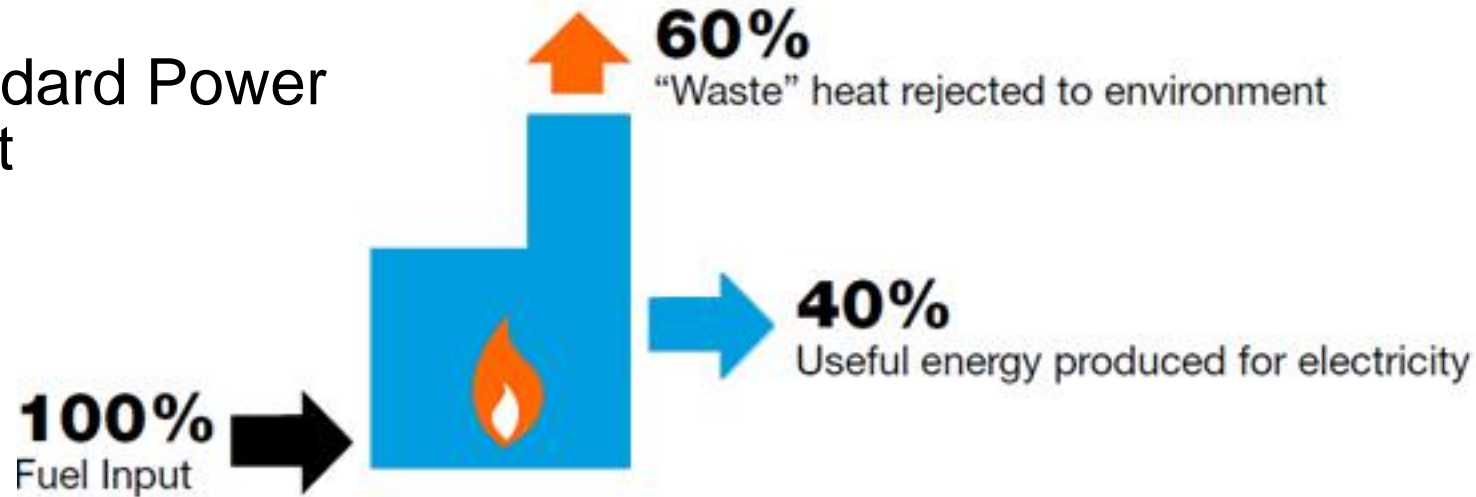 dard Power
t
60%
“Waste” heat rejected to environment
40%
Useful energy produced for electricity
100%
Fuel Input